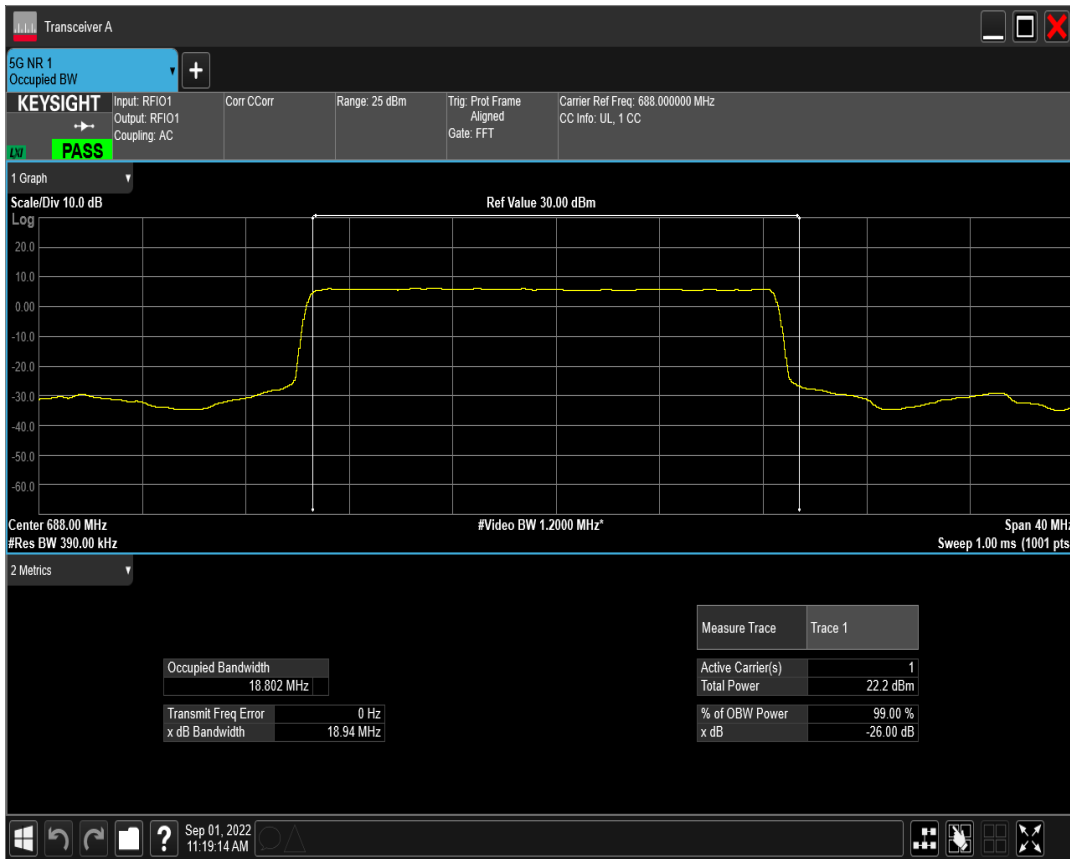 Transceiver A
5G NR 1
Occupied BW
+
KEYSIGHT
LXI
PASS
Input: RFIO1
Output: RFIO1
Coupling: AC
Corr CCorr
Range: 25 dBm
Trig: Prot Frame
Aligned
Gate: FFT
Carrier Ref Freq: 688.000000 MHz
CC Info: UL, 1 CC
1 Graph
Scale/Div 10.0 dB
Ref Value 30.00 dBm
Log
20.0
10.0
0.00
-10.0
-20.0
-30.0
-40.0
-50.0
-60.0
Center 688.00 MHz
#Video BW 1.2000 MHz*
Span 40 MHz
#Res BW 390.00 kHz
Sweep 1.00 ms (1001 pts
2 Metrics
Measure Trace Trace 1
Occupied Bandwidth
18.802 MHz
Active Carrier(s) 1
Total Power 22.2 dBm
Transmit Freq Error 0 Hz
x dB Bandwidth 18.94 MHz
% of OBW Power 99.00 %
x dB -26.00 dB
?
Sep 01, 2022
11:19:14 AM